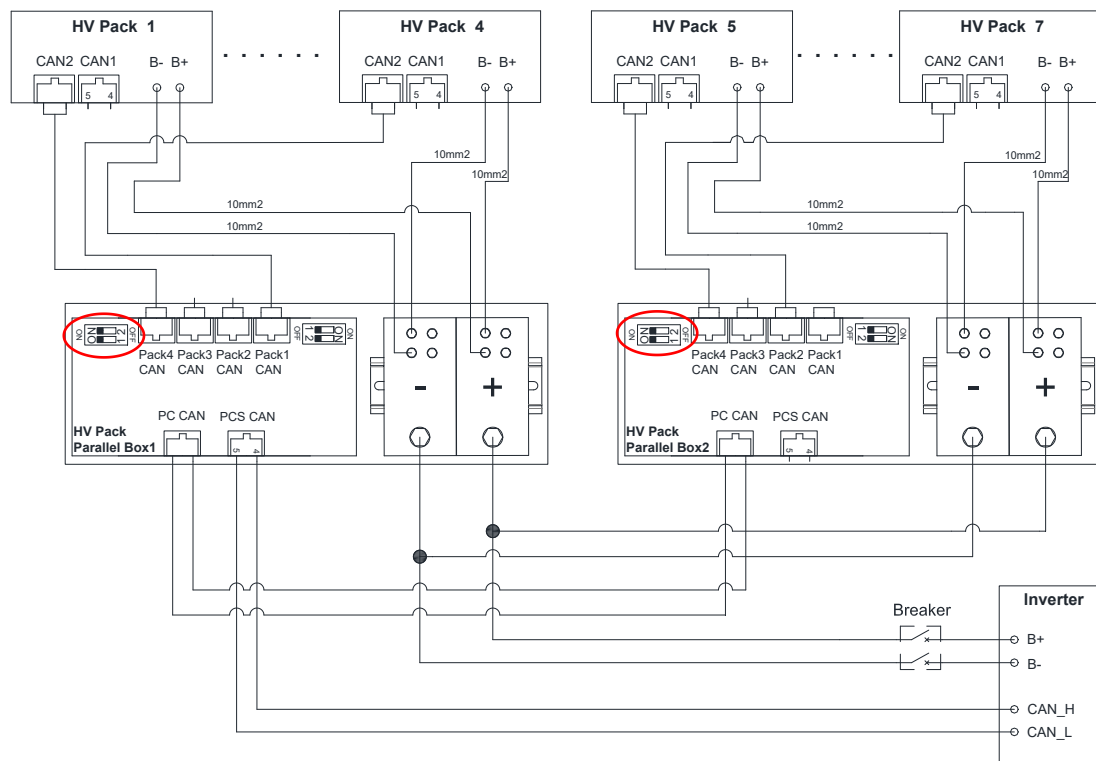 HV Pack 1
HV Pack 4
HV Pack 5
HV Pack 7
CAN2 CAN1 B- B+
CAN2 CAN1 B- B+
CAN2 CAN1 B- B+
CAN2 CAN1 B- B+
5 4
5 4
5 4
5 4
10mm2
10mm2
10mm2
10mm2
10mm2
10mm2
10mm2
10mm2
ON
ON
1 2
OFF
OFF
ON
1 2
ON
ON
ON
1 2
OFF
OFF
ON
1 2
ON
Pack4 CAN
Pack3 CAN
Pack2 CAN
Pack1 CAN
Pack4 CAN
Pack3 CAN
Pack2 CAN
Pack1 CAN
-
+
-
+
PC CAN
PCS CAN
PC CAN
PCS CAN
5 4
5 4
HV Pack
Parallel Box1
HV Pack
Parallel Box2
Breaker
Inverter
B+
B-
CAN_H
CAN_L